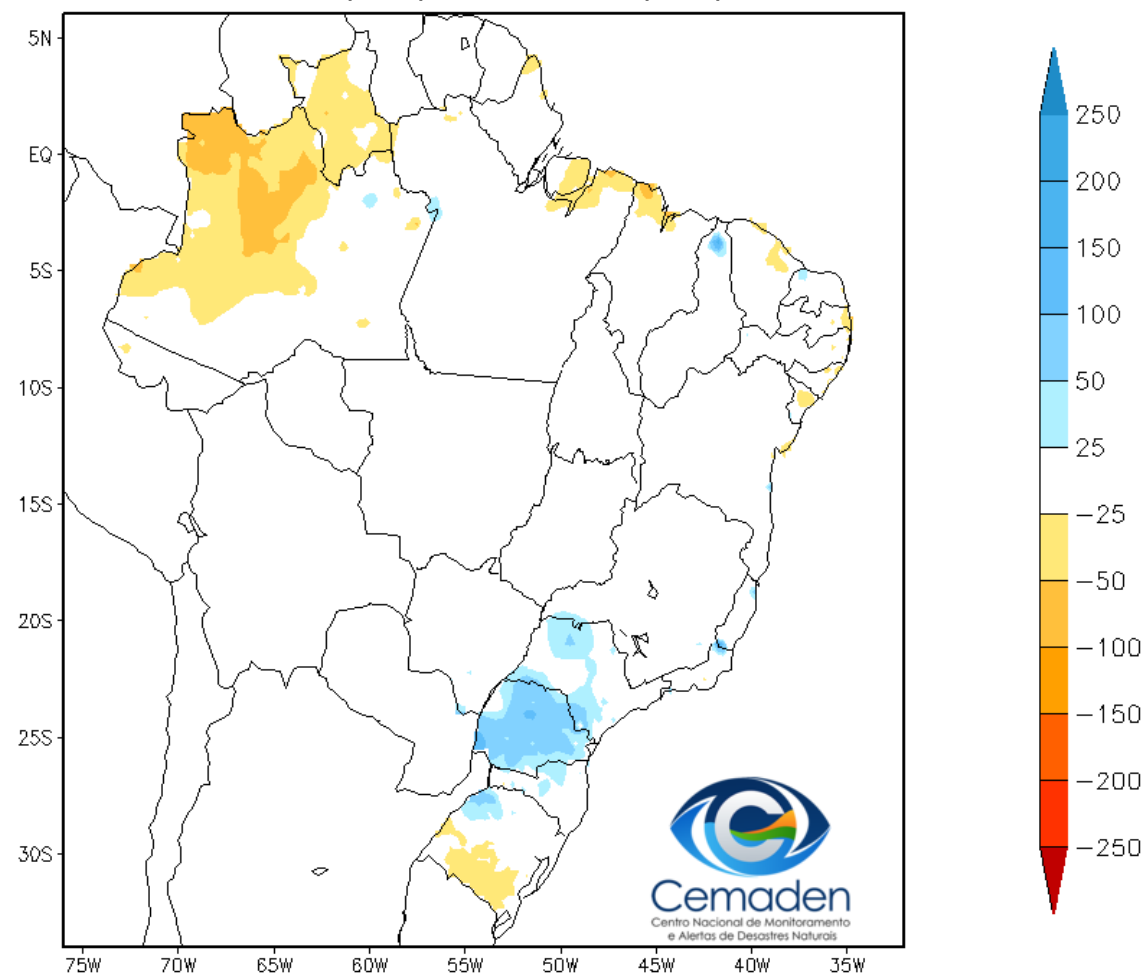 5N
EQ
5S
10S
15S
20S
25S
30S
75W 70W 65W 60W 55W 50W 45W 40W 35W
250
200
150
100
50
25
−25
−50
−100
−150
−200
−250
Cemaden
Centro Nacional de Monitoramento
e Alertas de Desastres Naturais